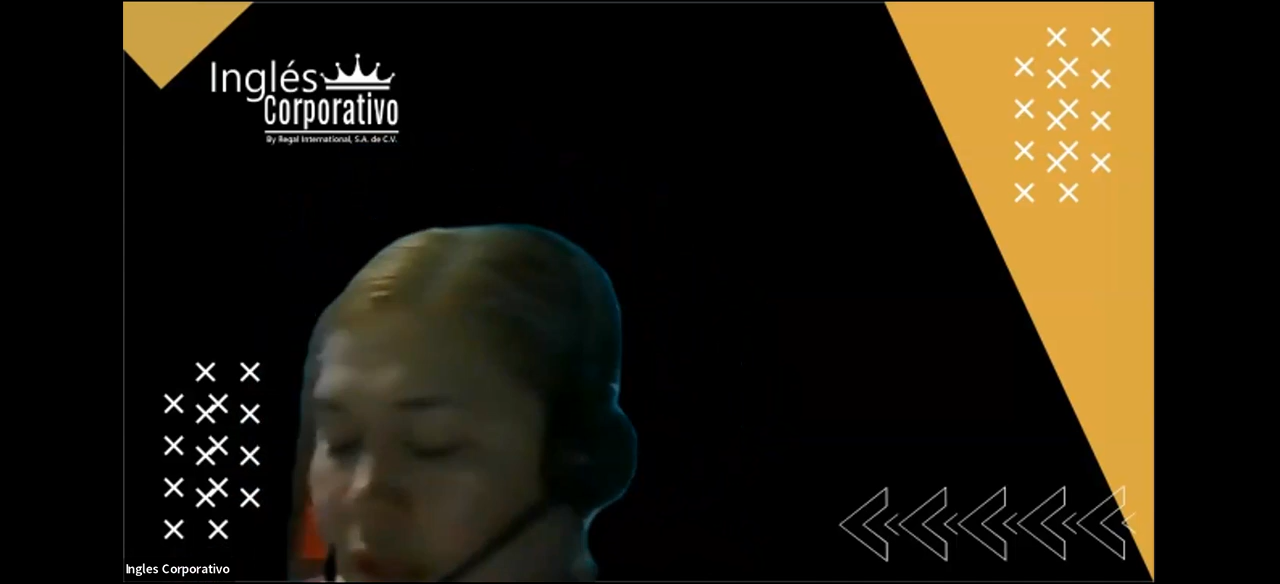 Inglés
Corporativo
By Regal International, S.A. de C.V.
Ingles Corporativo